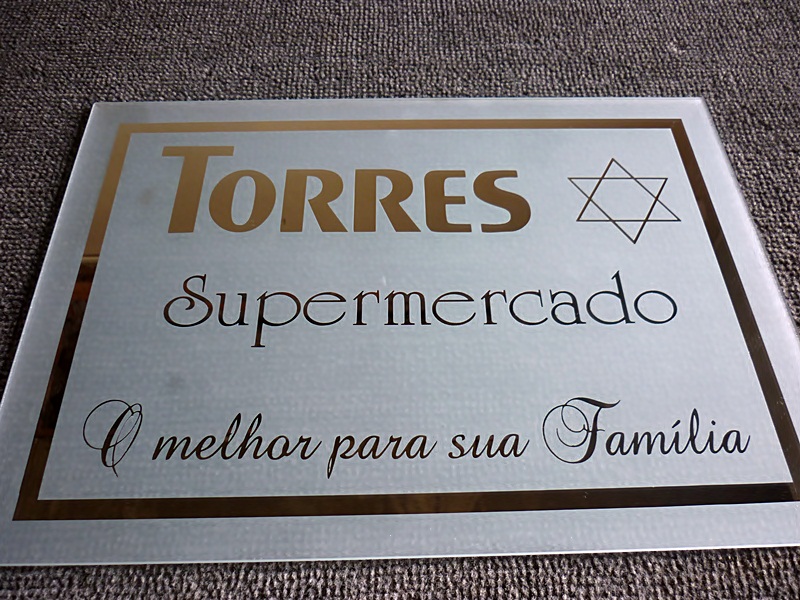 TORRES
Supermercado
O melhor para sua Família